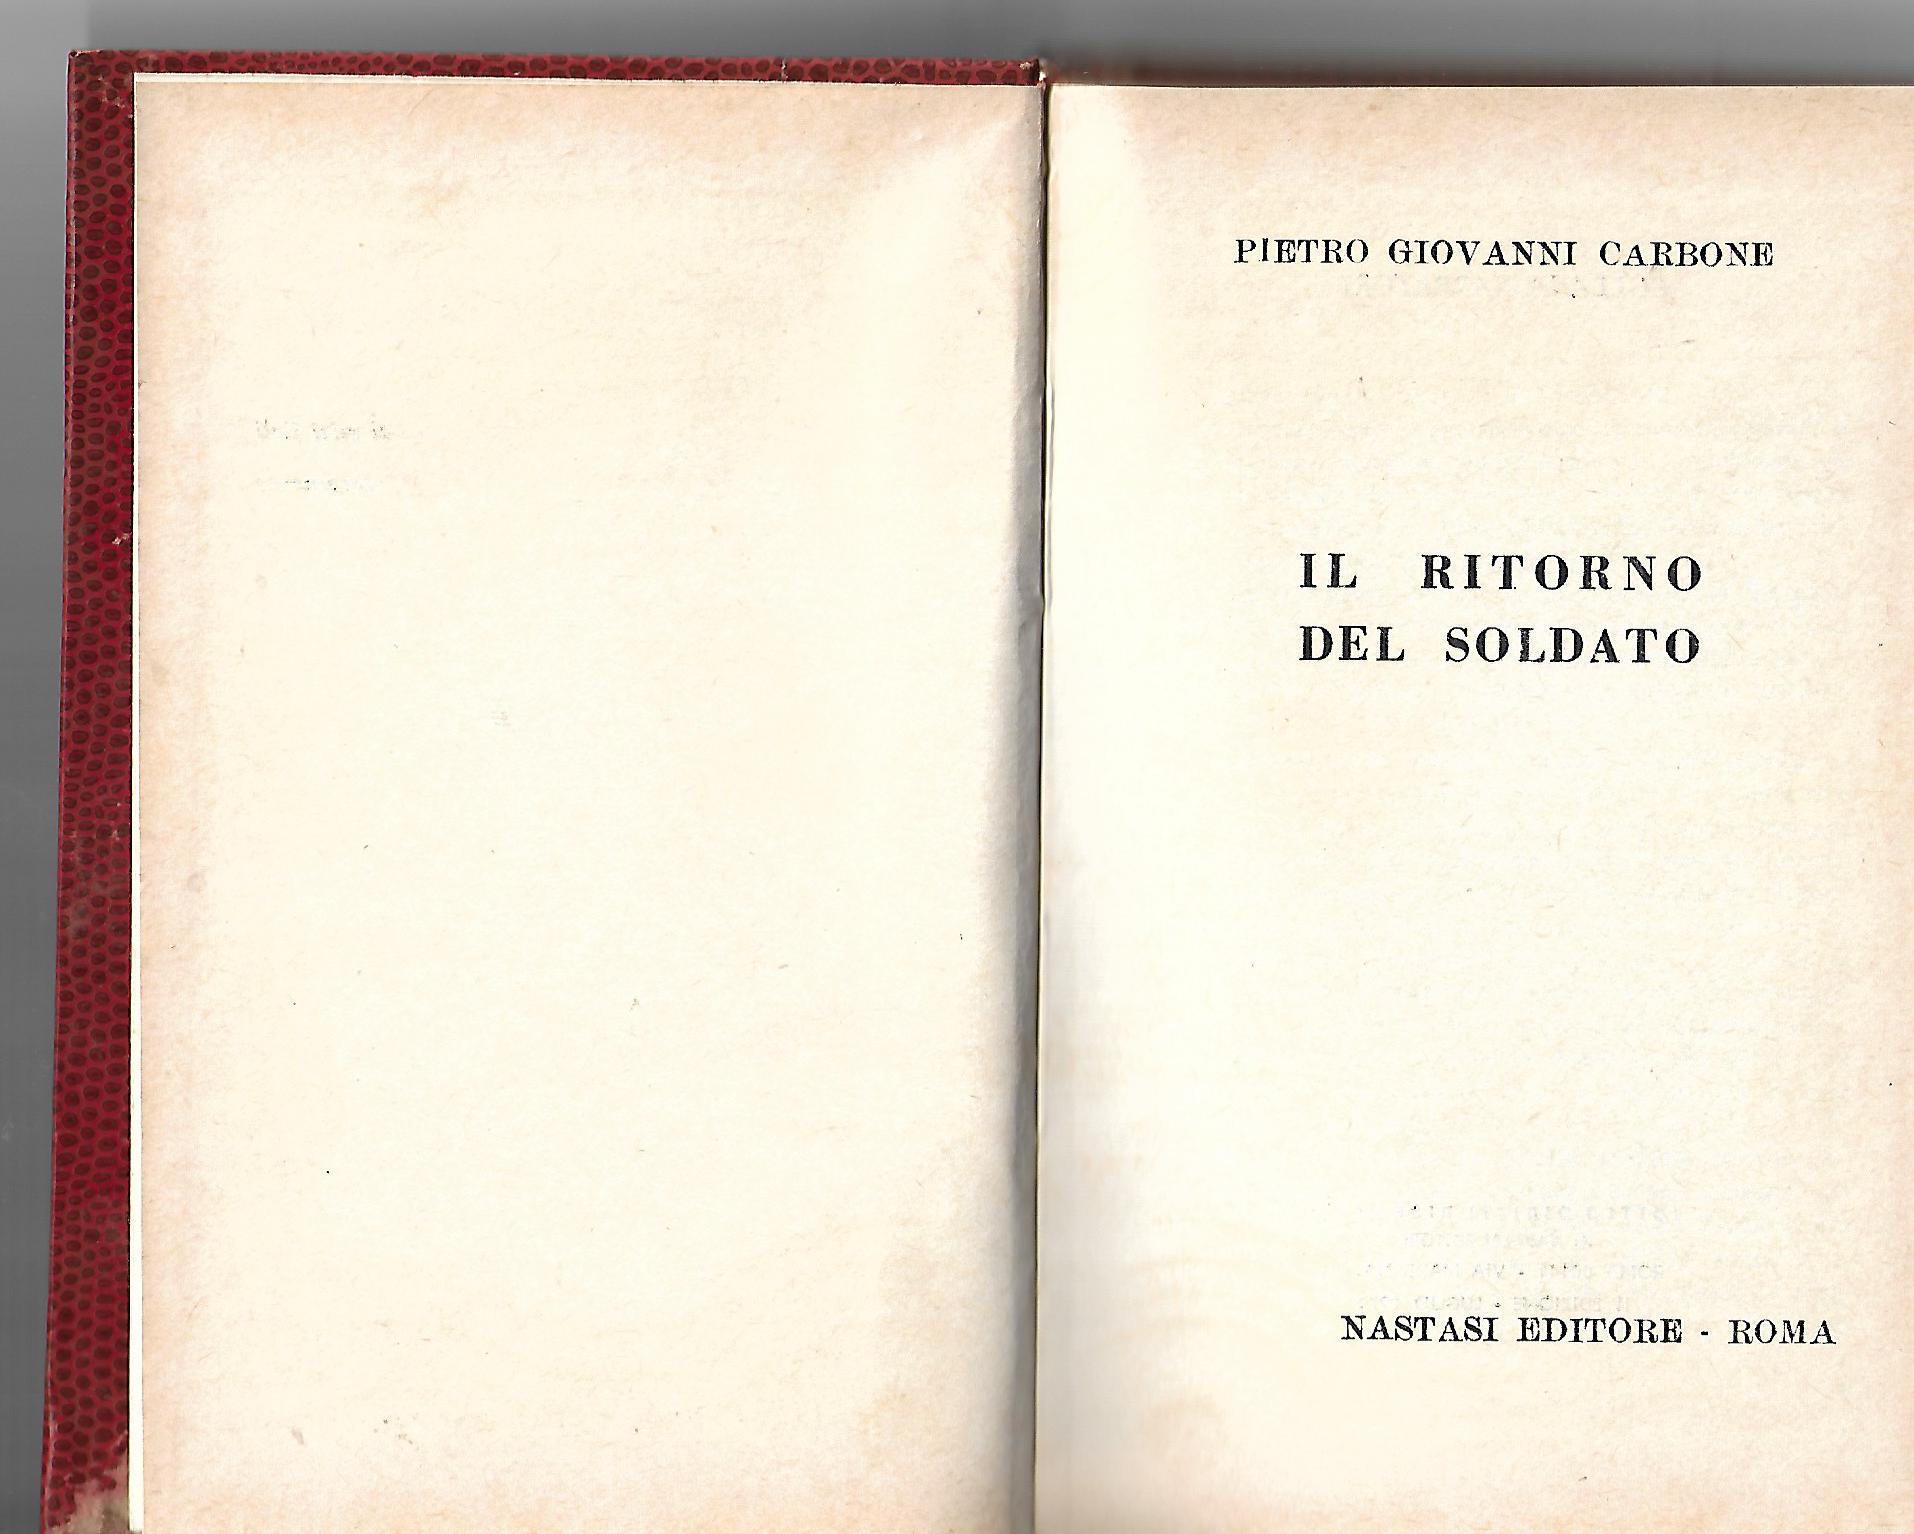 PIETRO GIOVANNI CARBONE
IL RITORNO
DEL SOLDATO
NASTASI EDITORE - ROMA